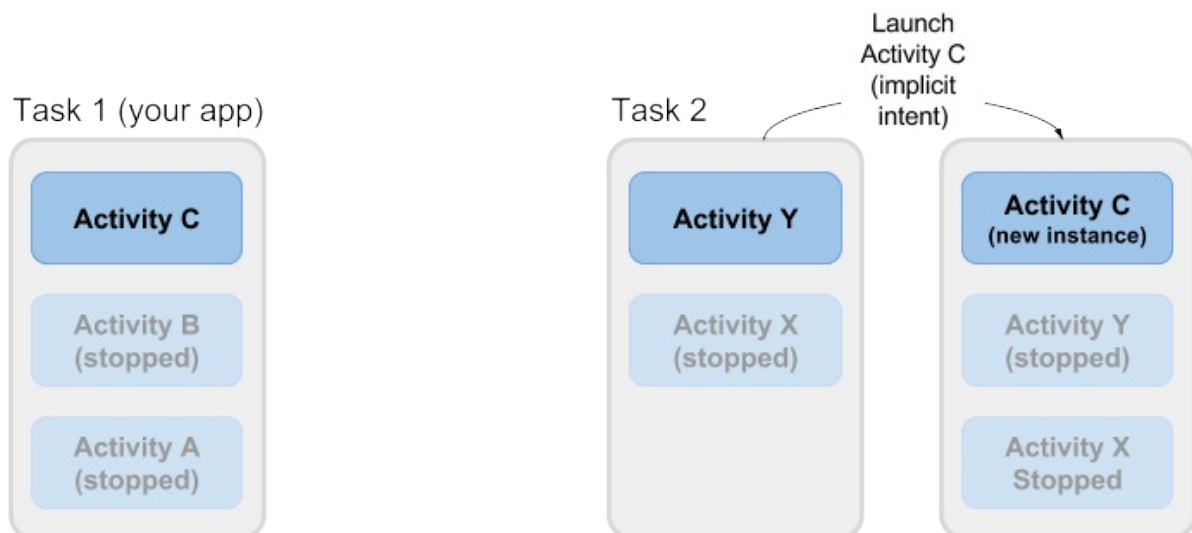 Launch
Activity C
(implicit
intent)
Task 1 (your app)
Activity C
Activity B
(stopped)
Activity A
(stopped)
Task 2
Activity Y
Activity X
(stopped)
Activity C
(new instance)
Activity Y
(stopped)
Activity X
Stopped